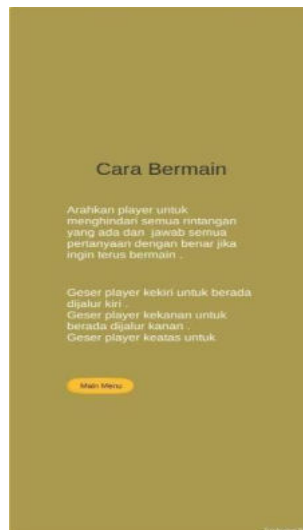 Cara Bermain
Arahkan player untuk
menghindari semua rintangan
yang ada dan jawab semua
pertanyaan dengan benar jika
ingin terus bermain .
Geser player kekiri untuk berada
dijalur kiri .
Geser player kekanan untuk
berada dijalur kanan .
Geser player keatas untuk
Main Menu